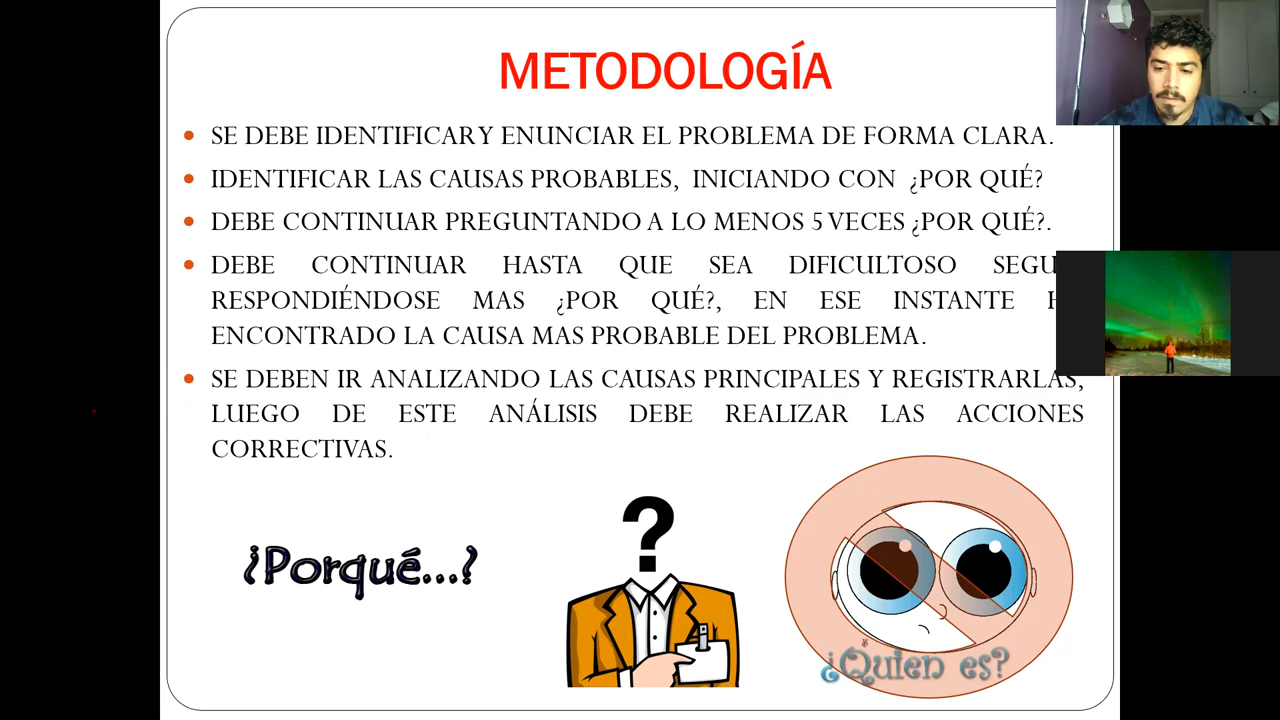 METODOLOGÍA
SE DEBE IDENTIFICAR Y ENUNCIAR EL PROBLEMA DE FORMA CLARA.
IDENTIFICAR LAS CAUSAS PROBABLES, INICIANDO CON ¿POR QUÉ?
DEBE CONTINUAR PREGUNTANDO A LO MENOS 5 VECES ¿POR QUÉ?.
DEBE CONTINUAR HASTA QUE SEA DIFICULTOSO
RESPONDIÉNDOSE MAS ¿POR QUÉ?, EN ESE INSTANTE
ENCONTRADO LA CAUSA MAS PROBABLE DEL PROBLEMA.
SE DEBEN IR ANALIZANDO LAS CAUSAS PRINCIPALES Y REGISTRARLAS,
LUEGO DE ESTE ANÁLISIS DEBE REALIZAR LAS ACCIONES
CORRECTIVAS.
?
¿Porqué...?
¿Quien es?